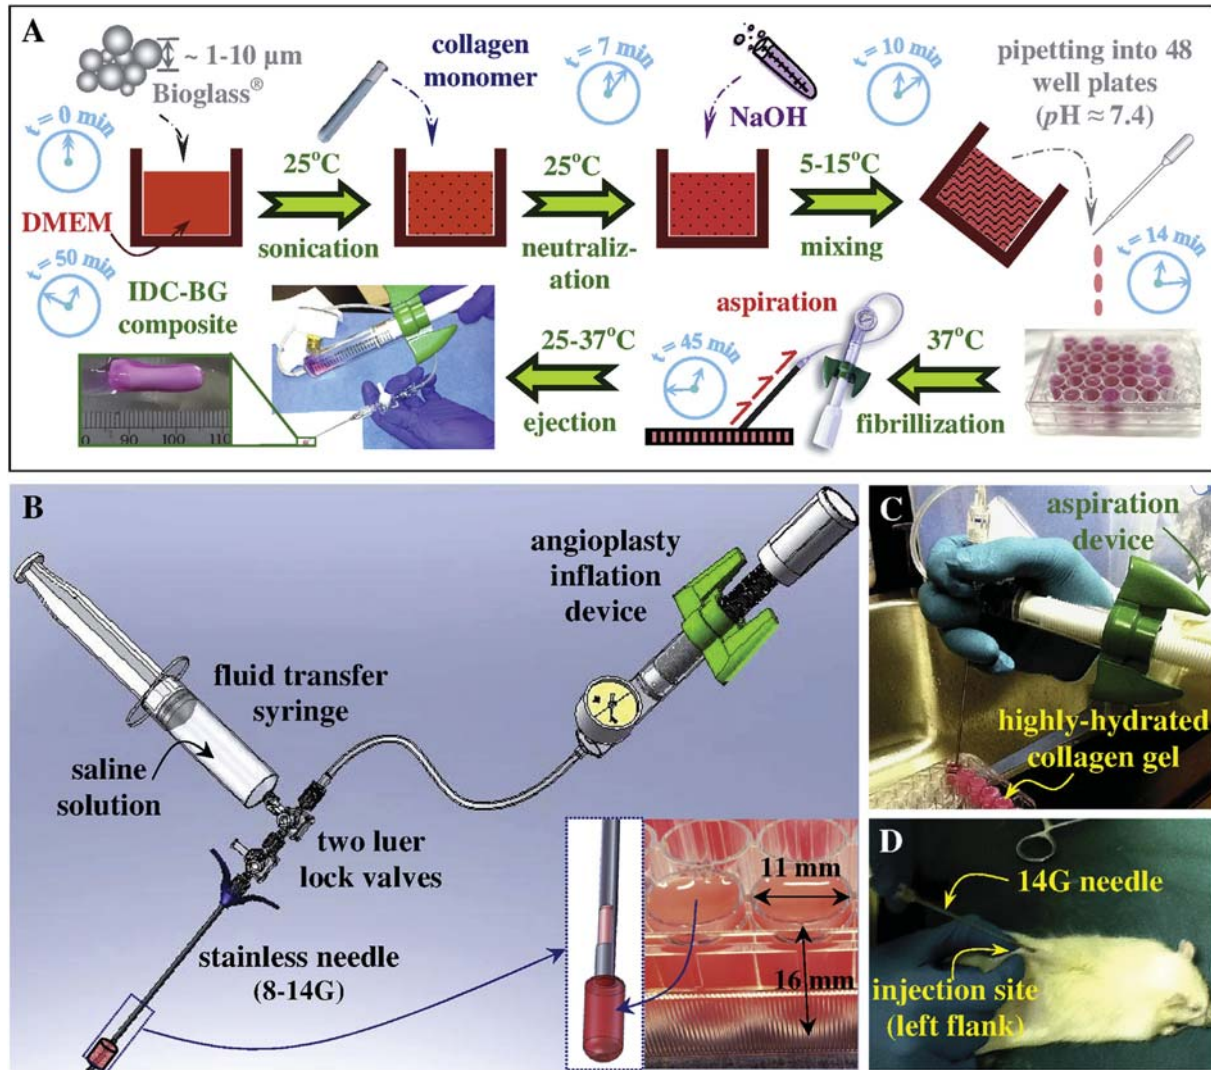 A
~ 1-10 μm
Bioglass®
collagen
monomer
t = 7 min
NaOH
t = 10 min
pipetting into 48
well plates
(pH ≈ 7.4)
t = 0 min
25°C
25°C
5-15°C
DMEM
sonication
neutraliz-
ation
mixing
t = 14 min
t = 50 min
IDC-BG
composite
aspiration
25-37°C
t = 45 min
37°C
ejection
fibrillization
0 90 100 110
B
angioplasty
inflation
device
fluid transfer
syringe
saline
solution
two luer
lock valves
stainless needle
(8-14G)
11 mm
16 mm
C
aspiration
device
highly-hydrated
collagen gel
D
14G needle
injection site
(left flank)